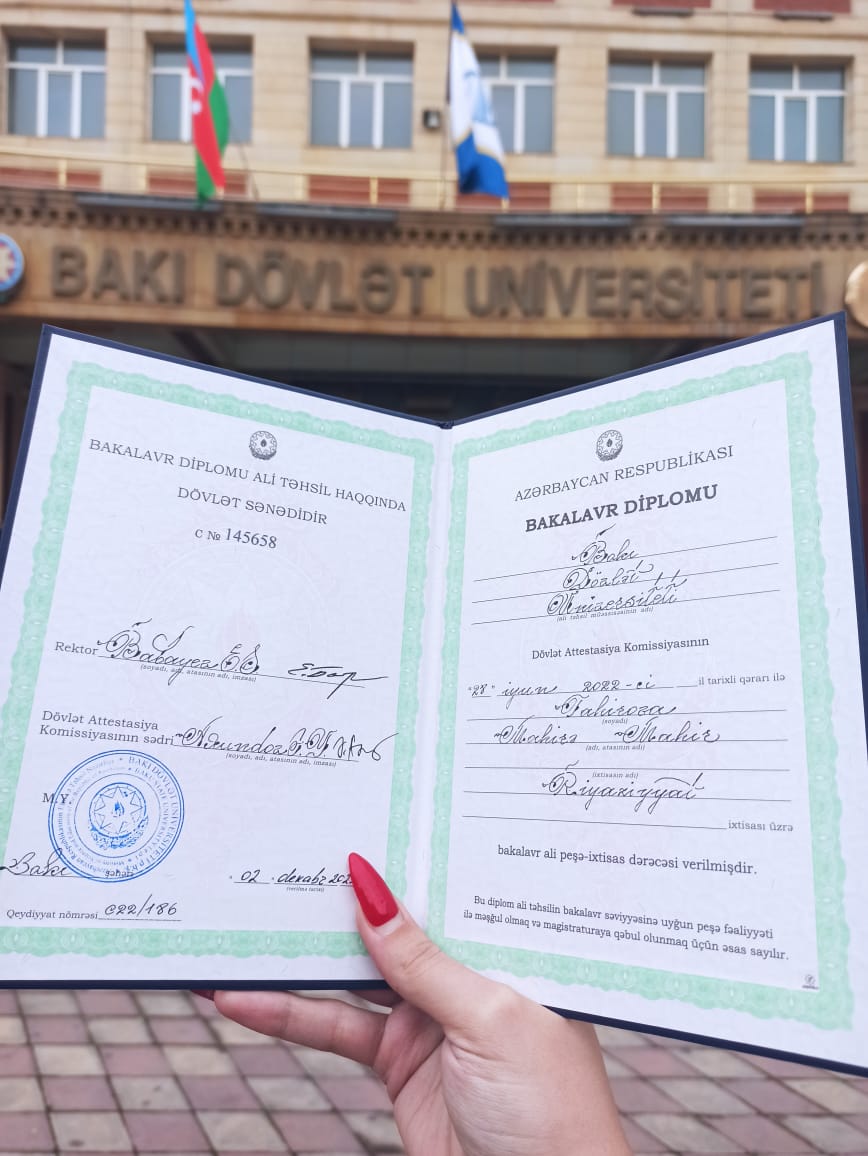 BAKI DÖVLƏT UNİVERSİTETİ
BAKALAVR DİPLOMU ALİ TƏHSİL HAQQINDA
DÖVLƏT SƏNƏDİDİR
C № 145658
Rektor Babayev E.S.
(soyadı, adı, atasının adı, imzası)
Dövlət Attestasiya
Komissiyasının sədri Axundov
(soyadı, adı, atasının adı, imzası)
M.Y.
Bakı şəhəri
" 02 " dekabr
(verilmə tarixi)
Qeydiyyat nömrəsi C22/186
AZƏRBAYCAN RESPUBLİKASI
BAKALAVR DİPLOMU
Bakı
Dövlət
Universiteti
(ali təhsil müəssisəsinin adı)
Dövlət Attestasiya Komissiyasının
"28" iyun 2022-ci il tarixli qərarı ilə
Tahirova
(soyadı)
Mahirə Mahir
(adı, atasının adı)
(ixtisasın adı)
Riyaziyyat
ixtisası üzrə
bakalavr ali peşə-ixtisas dərəcəsi verilmişdir.
Bu diplom ali təhsilin bakalavr səviyyəsinə uyğun peşə fəaliyyəti
ilə məşğul olmaq və magistraturaya qəbul olunmaq üçün əsas sayılır.